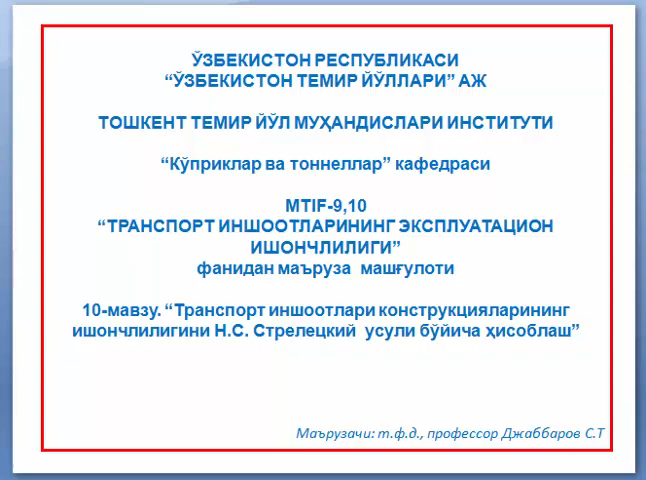 ЎЗБЕКИСТОН РЕСПУБЛИКАСИ
“ЎЗБЕКИСТОН ТЕМИР ЙЎЛЛАРИ” АЖ
ТОШКЕНТ ТЕМИР ЙЎЛ МУҲАНДИСЛАРИ ИНСТИТУТИ
“Кўприклар ва тоннеллар” кафедраси
MTIF-9,10
“ТРАНСПОРТ ИНШООТЛАРИНИНГ ЭКСПЛУАТАЦИОН
ИШОНЧЛИЛИГИ”
фанидан маъруза машғулоти
10-мавзу. “Транспорт иншоотлари конструкцияларининг
ишончлилигини Н.С. Стрелецкий усули бўйича ҳисоблаш”
Маърузачи: т.ф.д., профессор Джаббаров С.Т